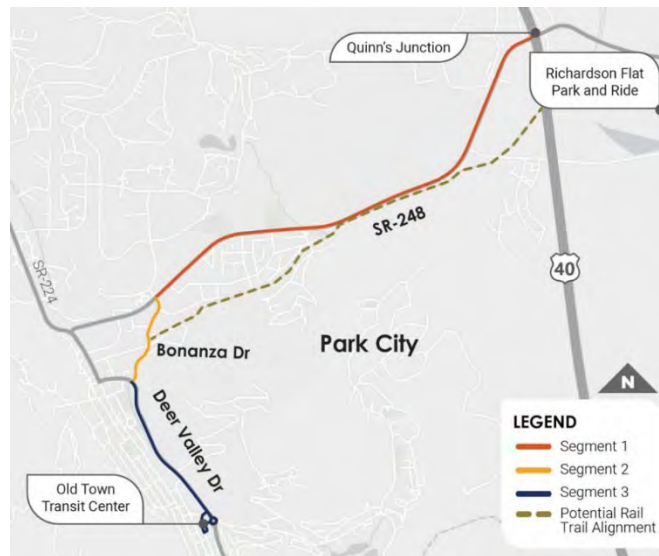 Quinn's Junction
Richardson Flat
Park and Ride
SR-248
40
SR-224
Bonanza Dr
Park City
N
Deer Valley Dr
Old Town
Transit Center
LEGEND
Segment 1
Segment 2
Segment 3
Potential Rail
Trail Alignment